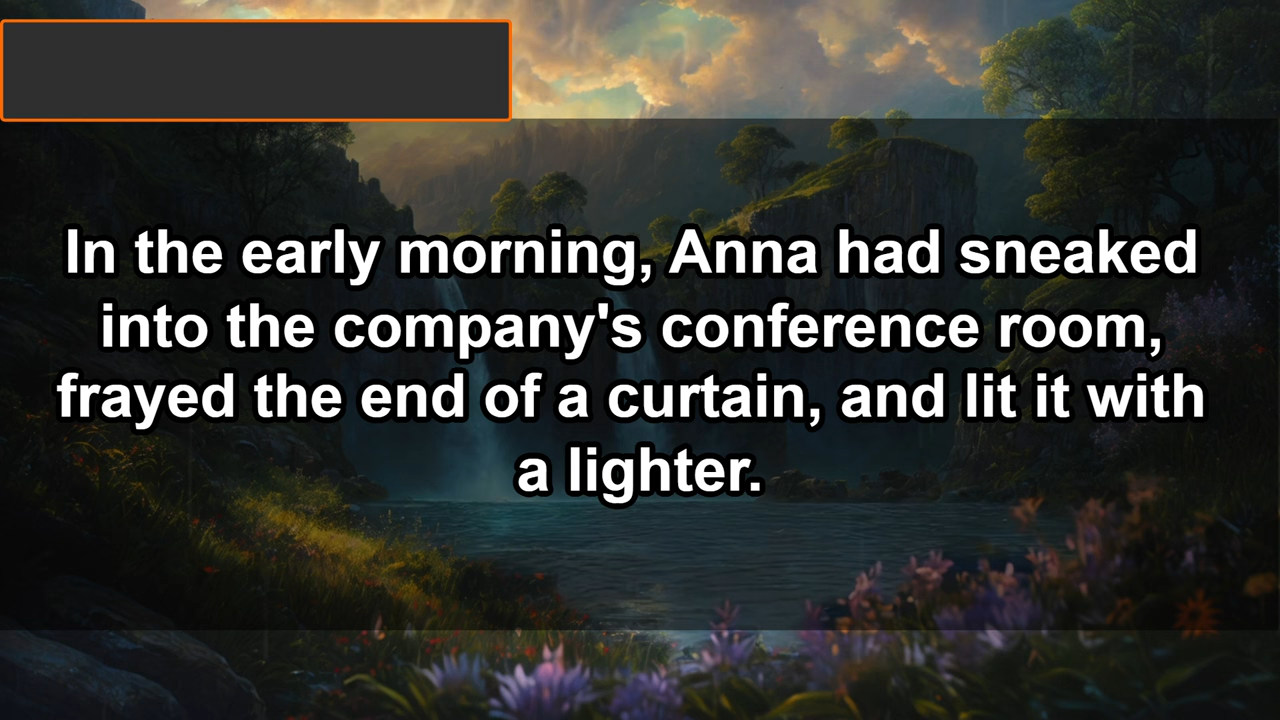 In the early morning, Anna had sneaked
into the company's conference room,
frayed the end of a curtain, and lit it with
a lighter.